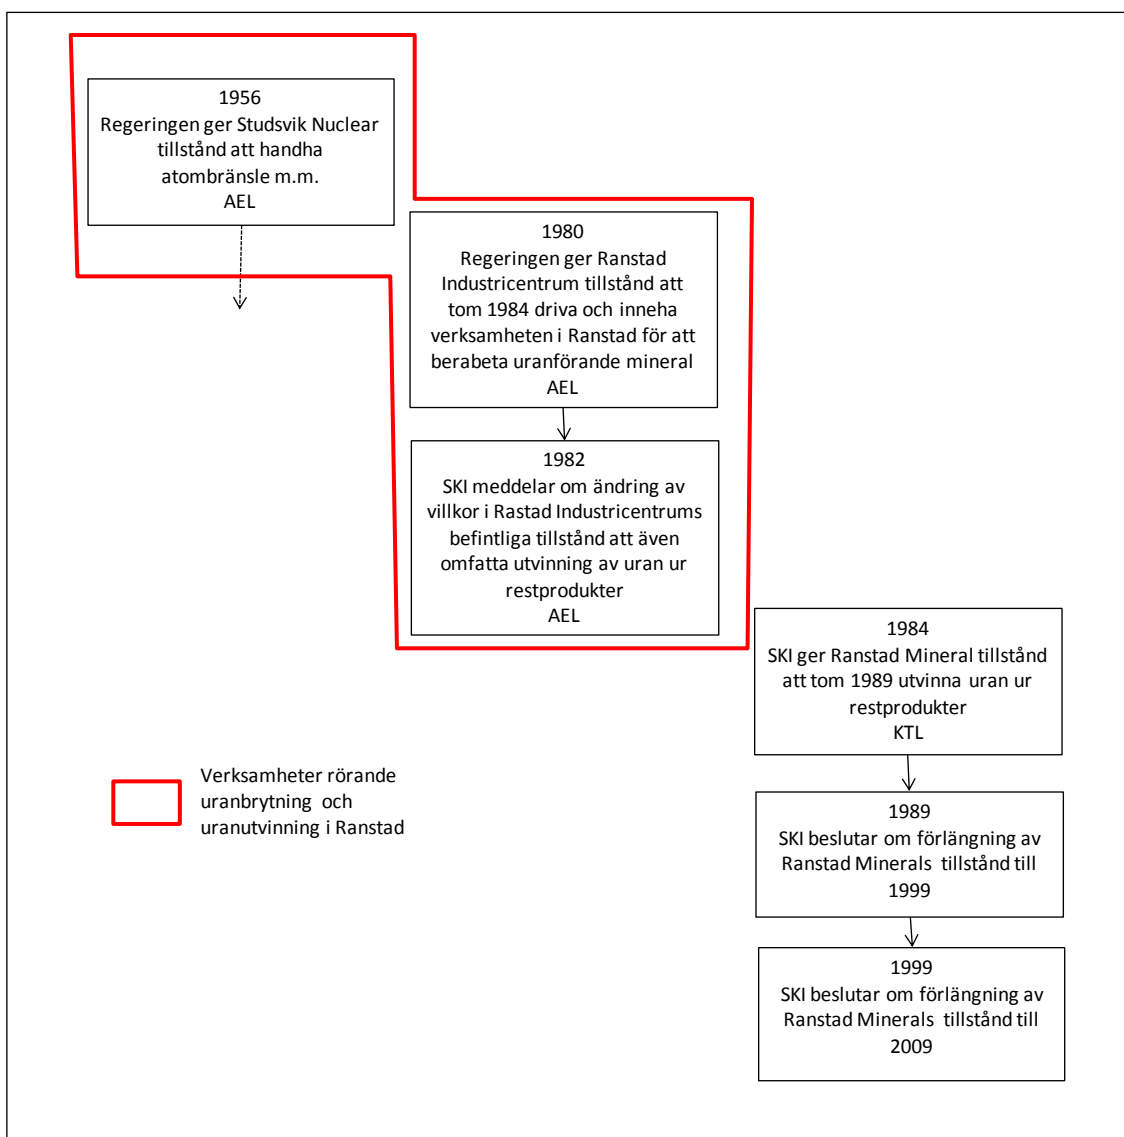 1956
Regeringen ger Studsvik Nuclear
tillstånd att handha
atombränsle m.m.
AEL
1980
Regeringen ger Ranstad
Industricentrum tillstånd att
tom 1984 driva och inneha
verksamheten i Ranstad för att
berabeta uranförande mineral
AEL
1982
SKI meddelar om ändring av
villkor i Rastad Industricentrums
befintliga tillstånd att även
omfatta utvinning av uran ur
restprodukter
AEL
1984
SKI ger Ranstad Mineral tillstånd
att tom 1989 utvinna uran ur
restprodukter
KTL
Verksamheter rörande
uranbrytning och
uranutvinning i Ranstad
1989
SKI beslutar om förlängning av
Ranstad Minerals tillstånd till
1999
1999
SKI beslutar om förlängning av
Ranstad Minerals tillstånd till
2009